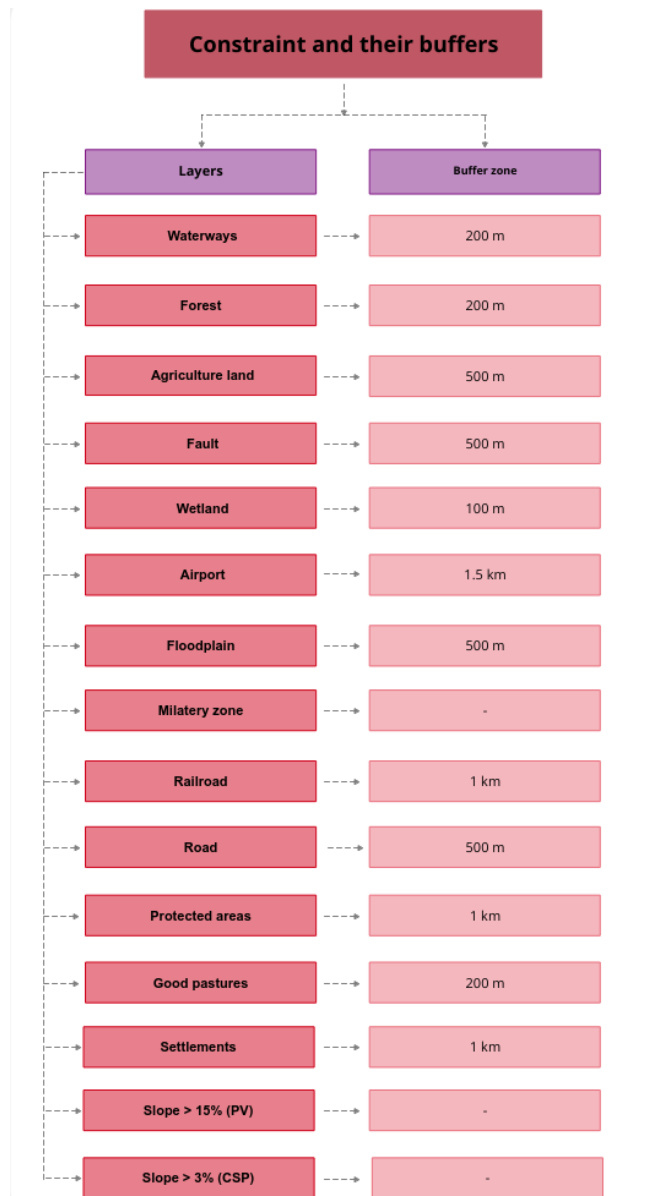 Constraint and their buffers
Layers
Buffer zone
Waterways
200 m
Forest
200 m
Agriculture land
500 m
Fault
500 m
Wetland
100 m
Airport
1.5 km
Floodplain
500 m
Milatery zone
-
Railroad
1 km
Road
500 m
Protected areas
1 km
Good pastures
200 m
Settlements
1 km
Slope > 15% (PV)
-
Slope > 3% (CSP)
-